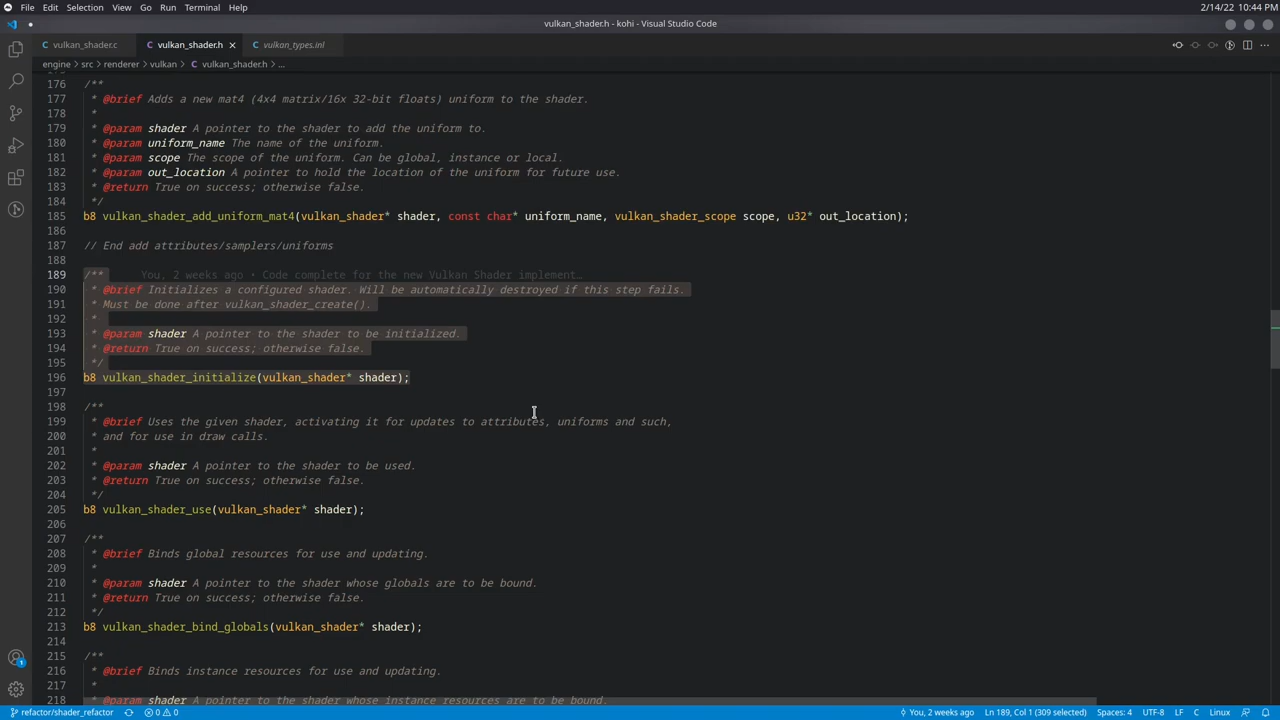 File Edit Selection View Go Run Terminal Help 2/14/22 10:44 PM
vulkan_shader.h - kohi - Visual Studio Code
vulkan_shader.c vulkan_shader.h vulkan_types.inl
engine > src > renderer > vulkan > C vulkan_shader.h > ...
176 /**
177 * @brief Adds a new mat4 (4x4 matrix/16x 32-bit floats) uniform to the shader.
178 *
179 * @param shader A pointer to the shader to add the uniform to.
180 * @param uniform_name The name of the uniform.
181 * @param scope The scope of the uniform. Can be global, instance or local.
182 * @param out_location A pointer to hold the location of the uniform for future use.
183 * @return True on success; otherwise false.
184 */
185 b8 vulkan_shader_add_uniform_mat4(vulkan_shader* shader, const char* uniform_name, vulkan_shader_scope scope, u32* out_location);
186
187 // End add attributes/samplers/uniforms
188
189 /** You, 2 weeks ago • Code complete for the new Vulkan Shader implement…
190 * @brief Initializes a configured shader. Will be automatically destroyed if this step fails.
191 * Must be done after vulkan_shader_create().
192 *
193 * @param shader A pointer to the shader to be initialized.
194 * @return True on success; otherwise false.
195 */
196 b8 vulkan_shader_initialize(vulkan_shader* shader);
197
198 /**
199 * @brief Uses the given shader, activating it for updates to attributes, uniforms and such,
200 * and for use in draw calls.
201 *
202 * @param shader A pointer to the shader to be used.
203 * @return True on success; otherwise false.
204 */
205 b8 vulkan_shader_use(vulkan_shader* shader);
206
207 /**
208 * @brief Binds global resources for use and updating.
209 *
210 * @param shader A pointer to the shader whose globals are to be bound.
211 * @return True on success; otherwise false.
212 */
213 b8 vulkan_shader_bind_globals(vulkan_shader* shader);
214
215 /**
216 * @brief Binds instance resources for use and updating.
217 *
218 * @param shader A pointer to the shader whose instance resources are to be bound.
refactor/shader_refactor 0 0 You, 2 weeks ago Ln 189, Col 1 (309 selected) Spaces: 4 UTF-8 LF C Linux